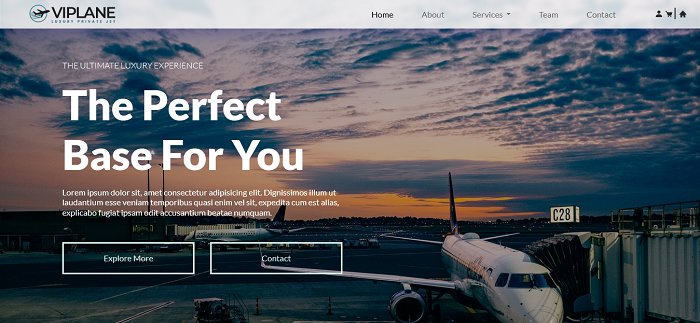 VIPLANE
LUXURY PRIVATE JET
Home About Services Team Contact
THE ULTIMATE LUXURY EXPERIENCE
The Perfect
Base For You
Lorem ipsum dolor sit, amet consectetur adipisicing elit. Dignissimos illum ut
laudantium esse veniam temporibus quasi enim vel sit, expedita cum est alias,
explicabo fugiat ipsam odit accusantium beatae numquam.
C28
Explore More Contact